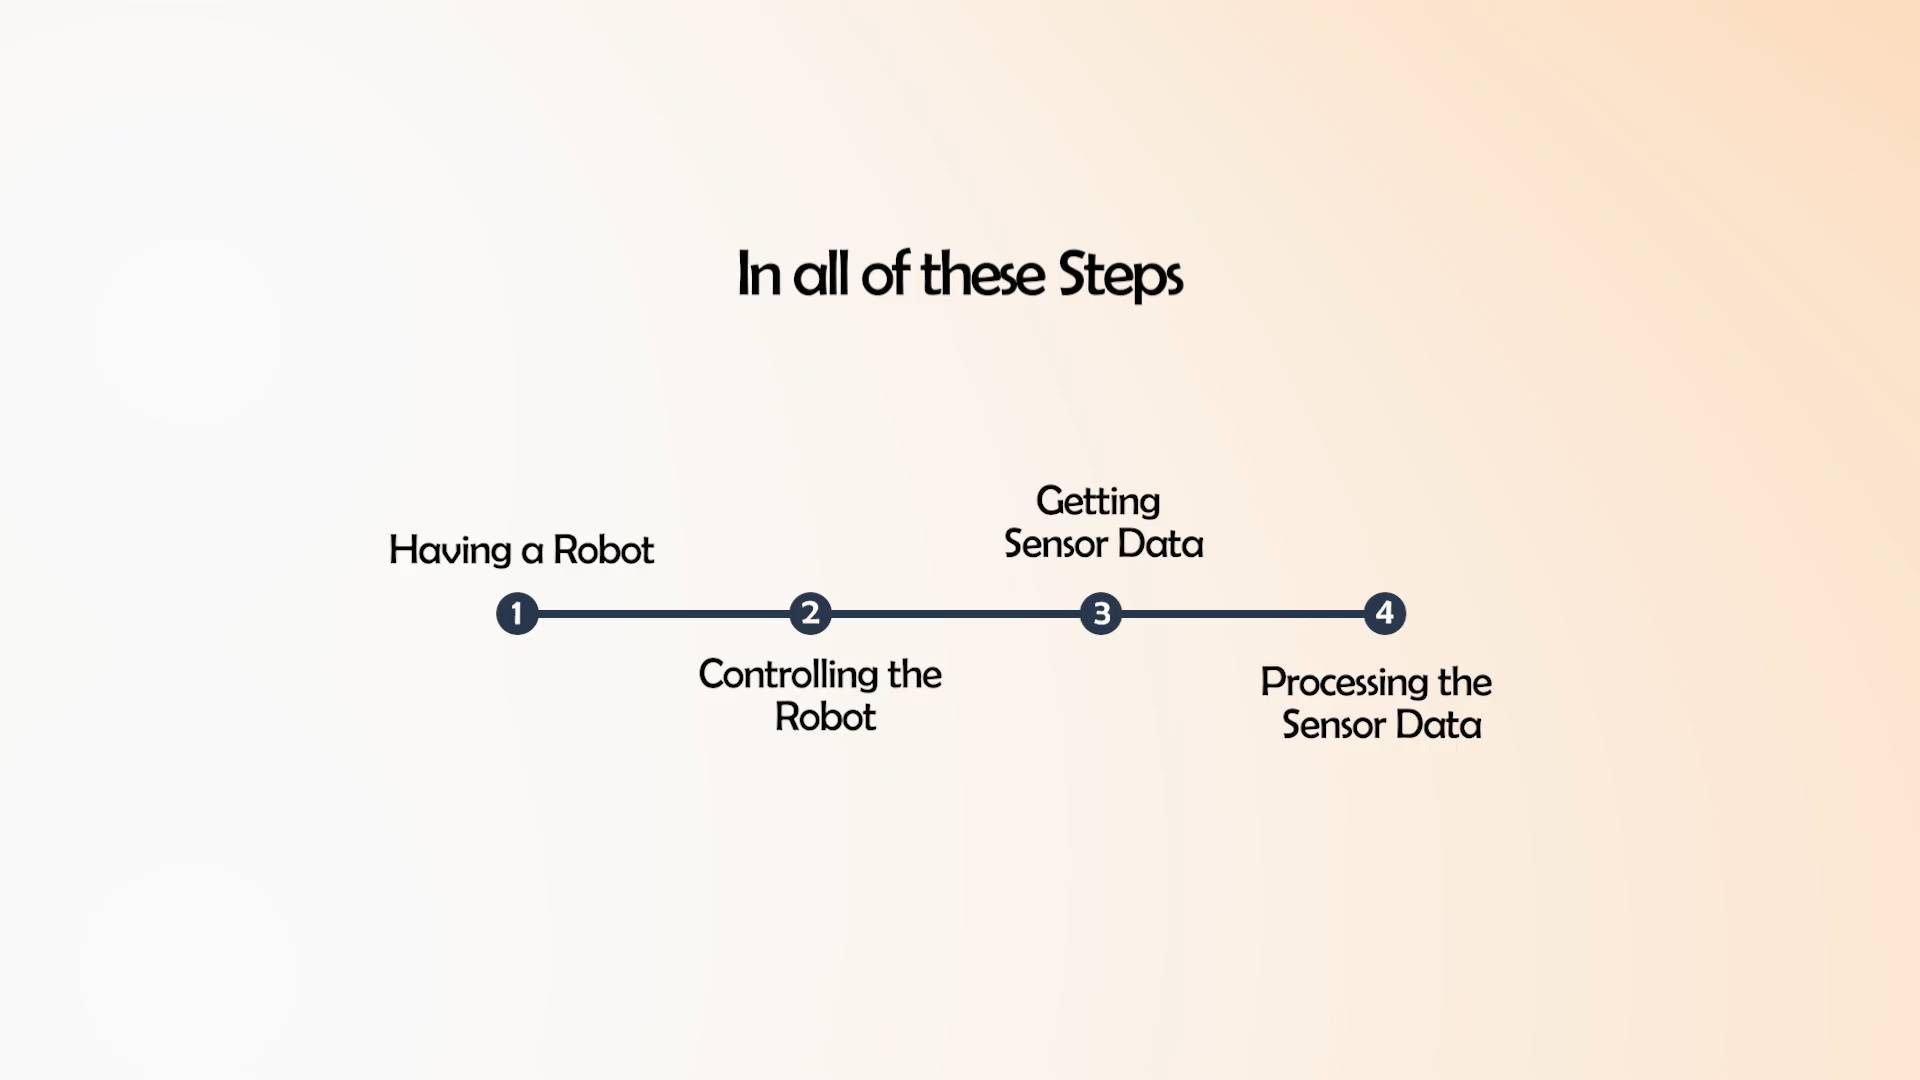 In all of these Steps
Having a Robot
1
2
Controlling the
Robot
Getting
Sensor Data
3
4
Processing the
Sensor Data